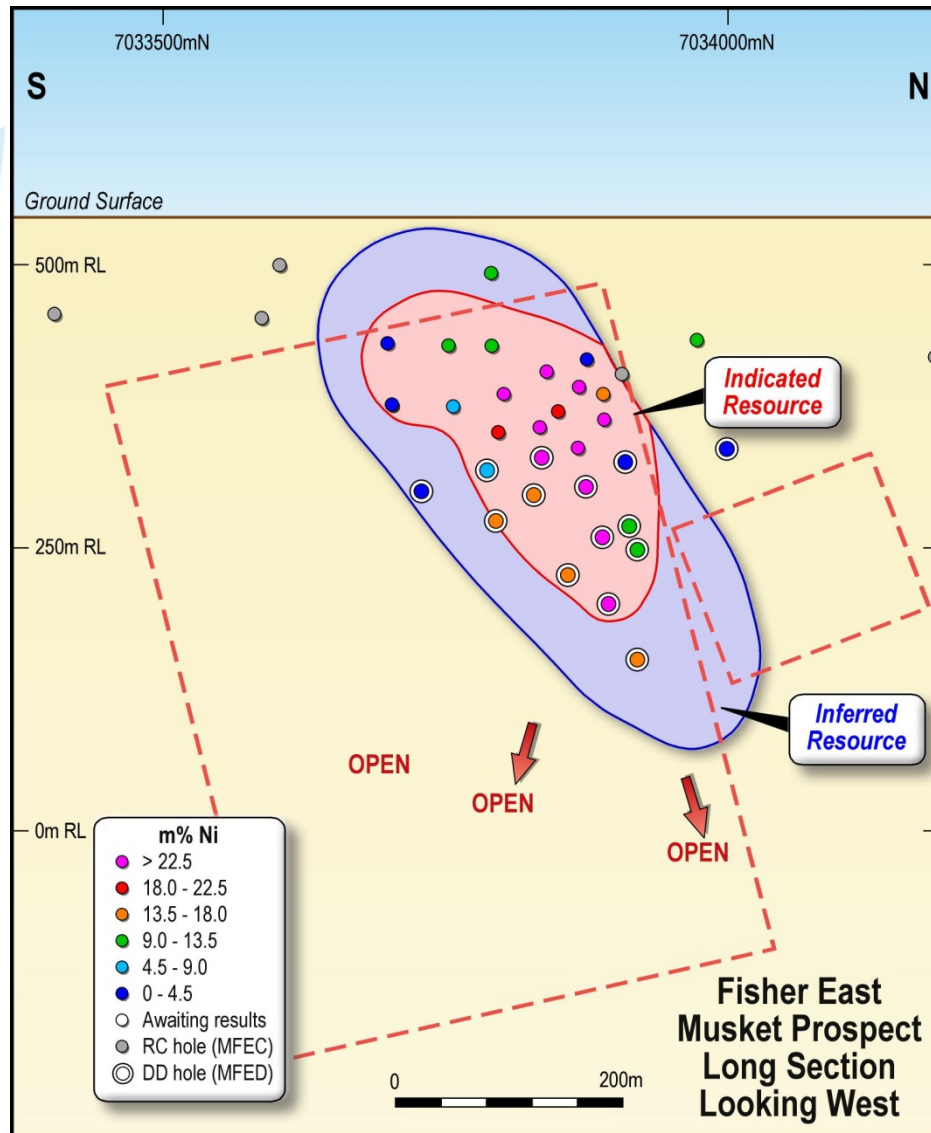 7033500mN
7034000mN
S
N
Ground Surface
500m RL
Indicated
Resource
250m RL
Inferred
Resource
OPEN
OPEN
0m RL
OPEN
m% Ni
> 22.5
18.0 - 22.5
13.5 - 18.0
9.0 - 13.5
4.5 - 9.0
0 - 4.5
Awaiting results
RC hole (MFEC)
DD hole (MFED)
0
200m
Fisher East
Musket Prospect
Long Section
Looking West